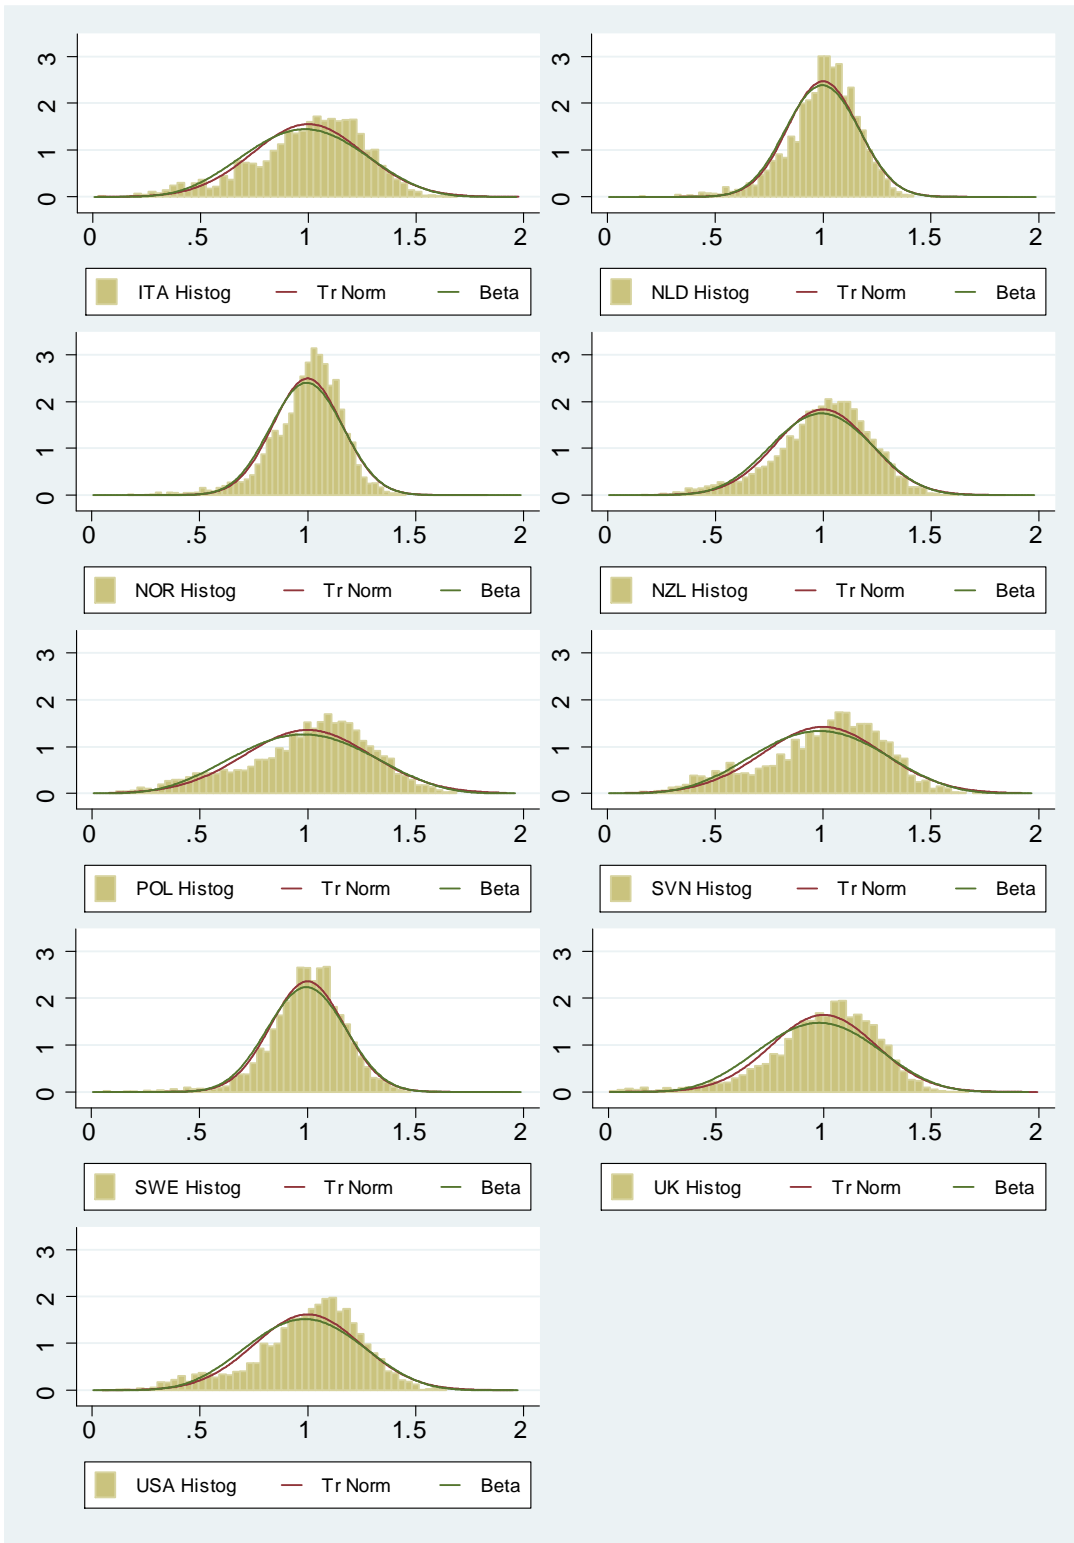 3
2
1
0
0 .5 1 1.5 2
ITA Histog Tr Norm Beta
3
2
1
0
0 .5 1 1.5 2
NLD Histog Tr Norm Beta
3
2
1
0
0 .5 1 1.5 2
NOR Histog Tr Norm Beta
3
2
1
0
0 .5 1 1.5 2
NZL Histog Tr Norm Beta
3
2
1
0
0 .5 1 1.5 2
POL Histog Tr Norm Beta
3
2
1
0
0 .5 1 1.5 2
SVN Histog Tr Norm Beta
3
2
1
0
0 .5 1 1.5 2
SWE Histog Tr Norm Beta
3
2
1
0
0 .5 1 1.5 2
UK Histog Tr Norm Beta
3
2
1
0
0 .5 1 1.5 2
USA Histog Tr Norm Beta